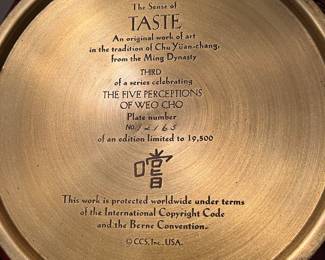 The Sense of
TASTE
An original work of art
in the tradition of Chu Yüan-chang,
from the Ming Dynasty
THIRD
of a series celebrating
THE FIVE PERCEPTIONS
OF WEO CHO
Plate number
NO. 12165
of an edition limited to 19,500
嚐
This work is protected worldwide under terms
of the International Copyright Code
and the Berne Convention.
© CCS, Inc., USA.